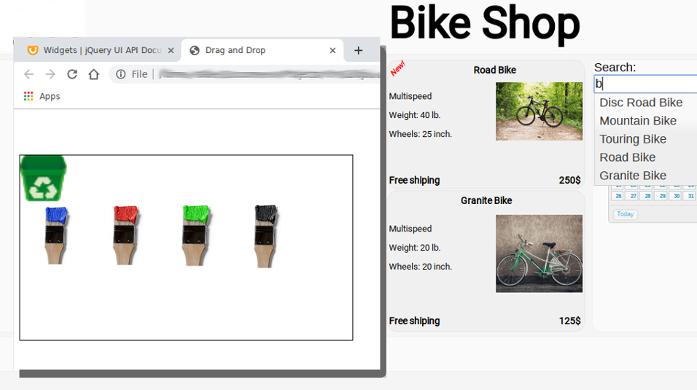 Bike Shop
Widgets | jQuery UI API Docu
Drag and Drop
File
Apps
New!
Road Bike
Multispeed
Weight: 40 lb.
Wheels: 25 inch.
Free shiping 250$
Granite Bike
Multispeed
Weight: 20 lb.
Wheels: 20 inch.
Free shiping 125$
Search:
b
Disc Road Bike
Mountain Bike
Touring Bike
Road Bike
Granite Bike
26 27 28 29 30 31
Today